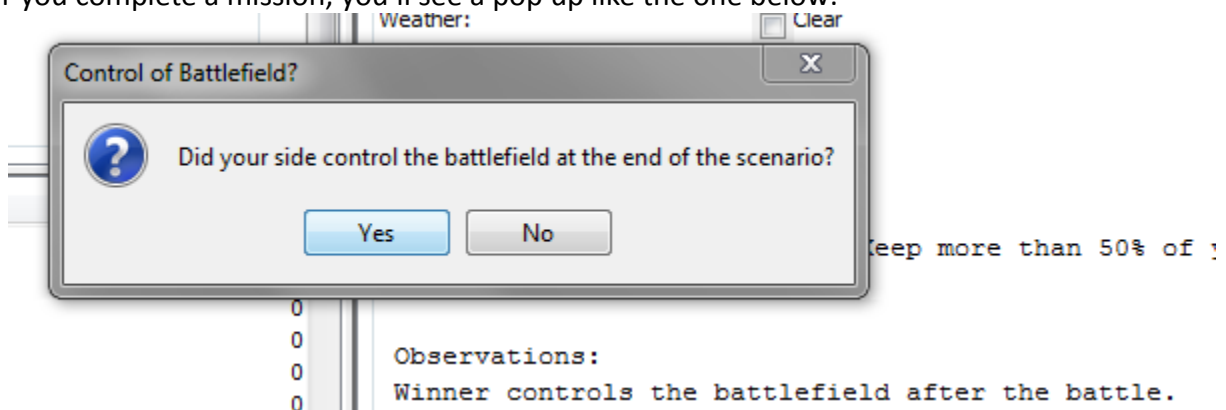 you complete a mission, you'll see a pop up like the one below.
Weather:
Clear
Control of Battlefield?
x
?
Did your side control the battlefield at the end of the scenario?
Yes
No
Keep more than 50% of
0
0
0
0
Observations:
Winner controls the battlefield after the battle.